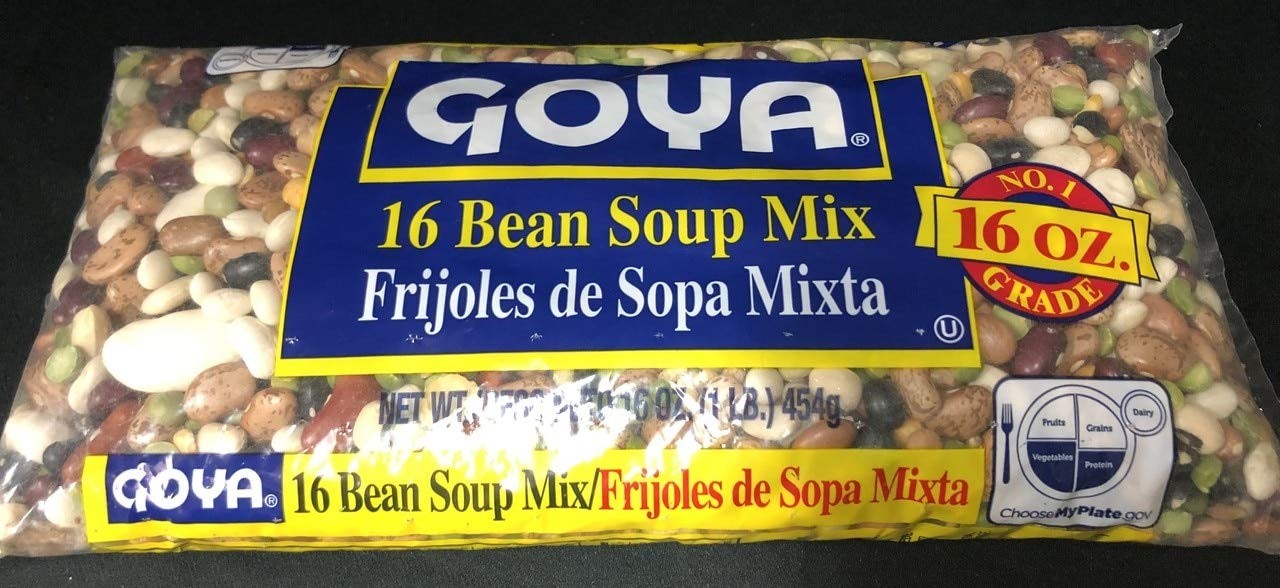 GOYA®
16 Bean Soup Mix
Frijoles de Sopa Mixta
U
NO. 1
16 OZ.
GRADE
NET WT. 16 OZ. (1 LB.) 454g
Fruits
Grains
Dairy
Vegetables
Protein
ChooseMyPlate.gov
GOYA® 16 Bean Soup Mix/Frijoles de Sopa Mixta